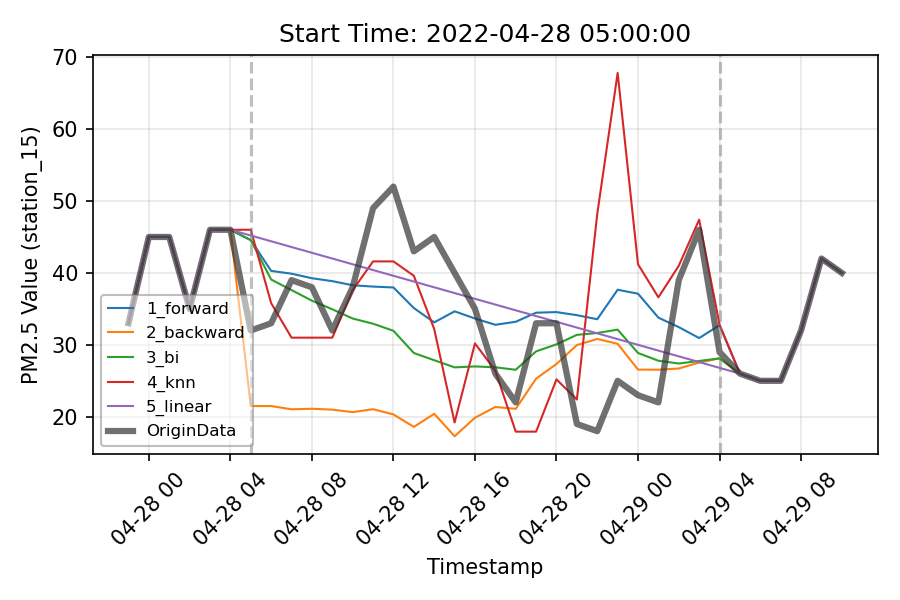 Start Time: 2022-04-28 05:00:00
PM2.5 Value (station_15)
70
60
50
40
30
20
1_forward
2_backward
3_bi
4_knn
5_linear
OriginData
04-28 00
04-28 04
04-28 08
04-28 12
04-28 16
04-28 20
04-29 00
04-29 04
04-29 08
Timestamp